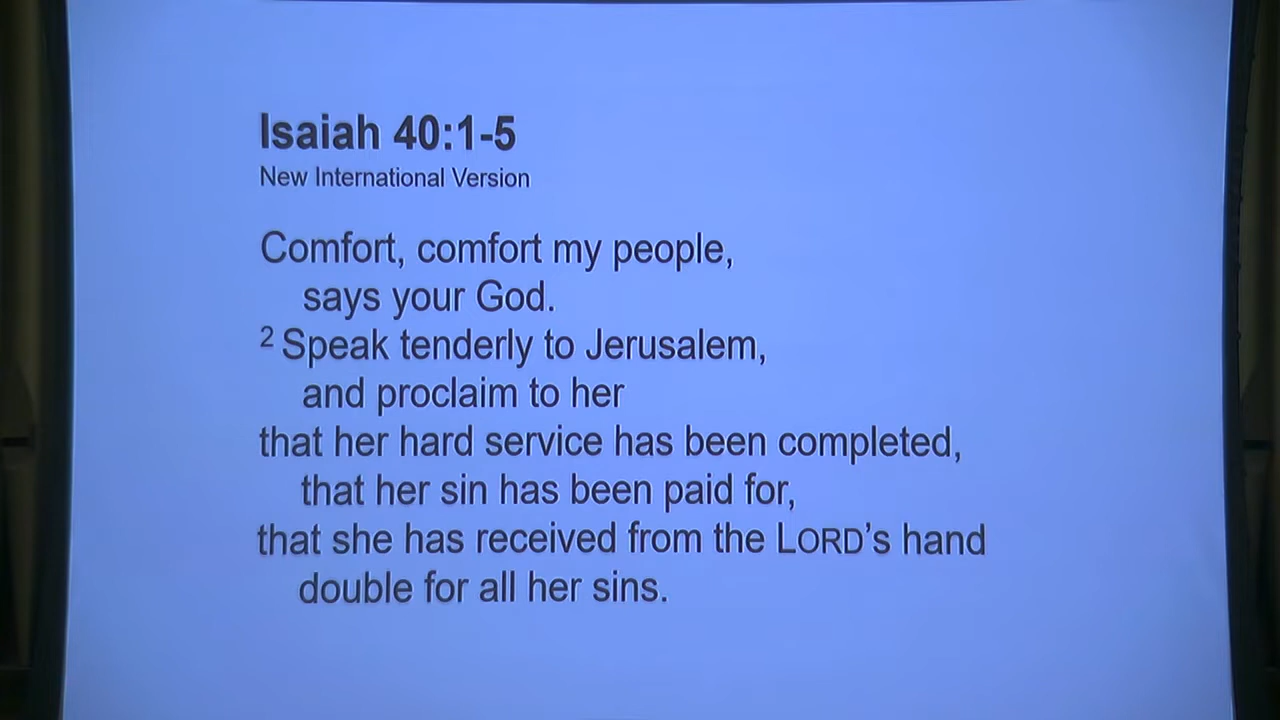 Isaiah 40:1-5
New International Version
Comfort, comfort my people,
says your God.
2 Speak tenderly to Jerusalem,
and proclaim to her
that her hard service has been completed,
that her sin has been paid for,
that she has received from the LORD’s hand
double for all her sins.